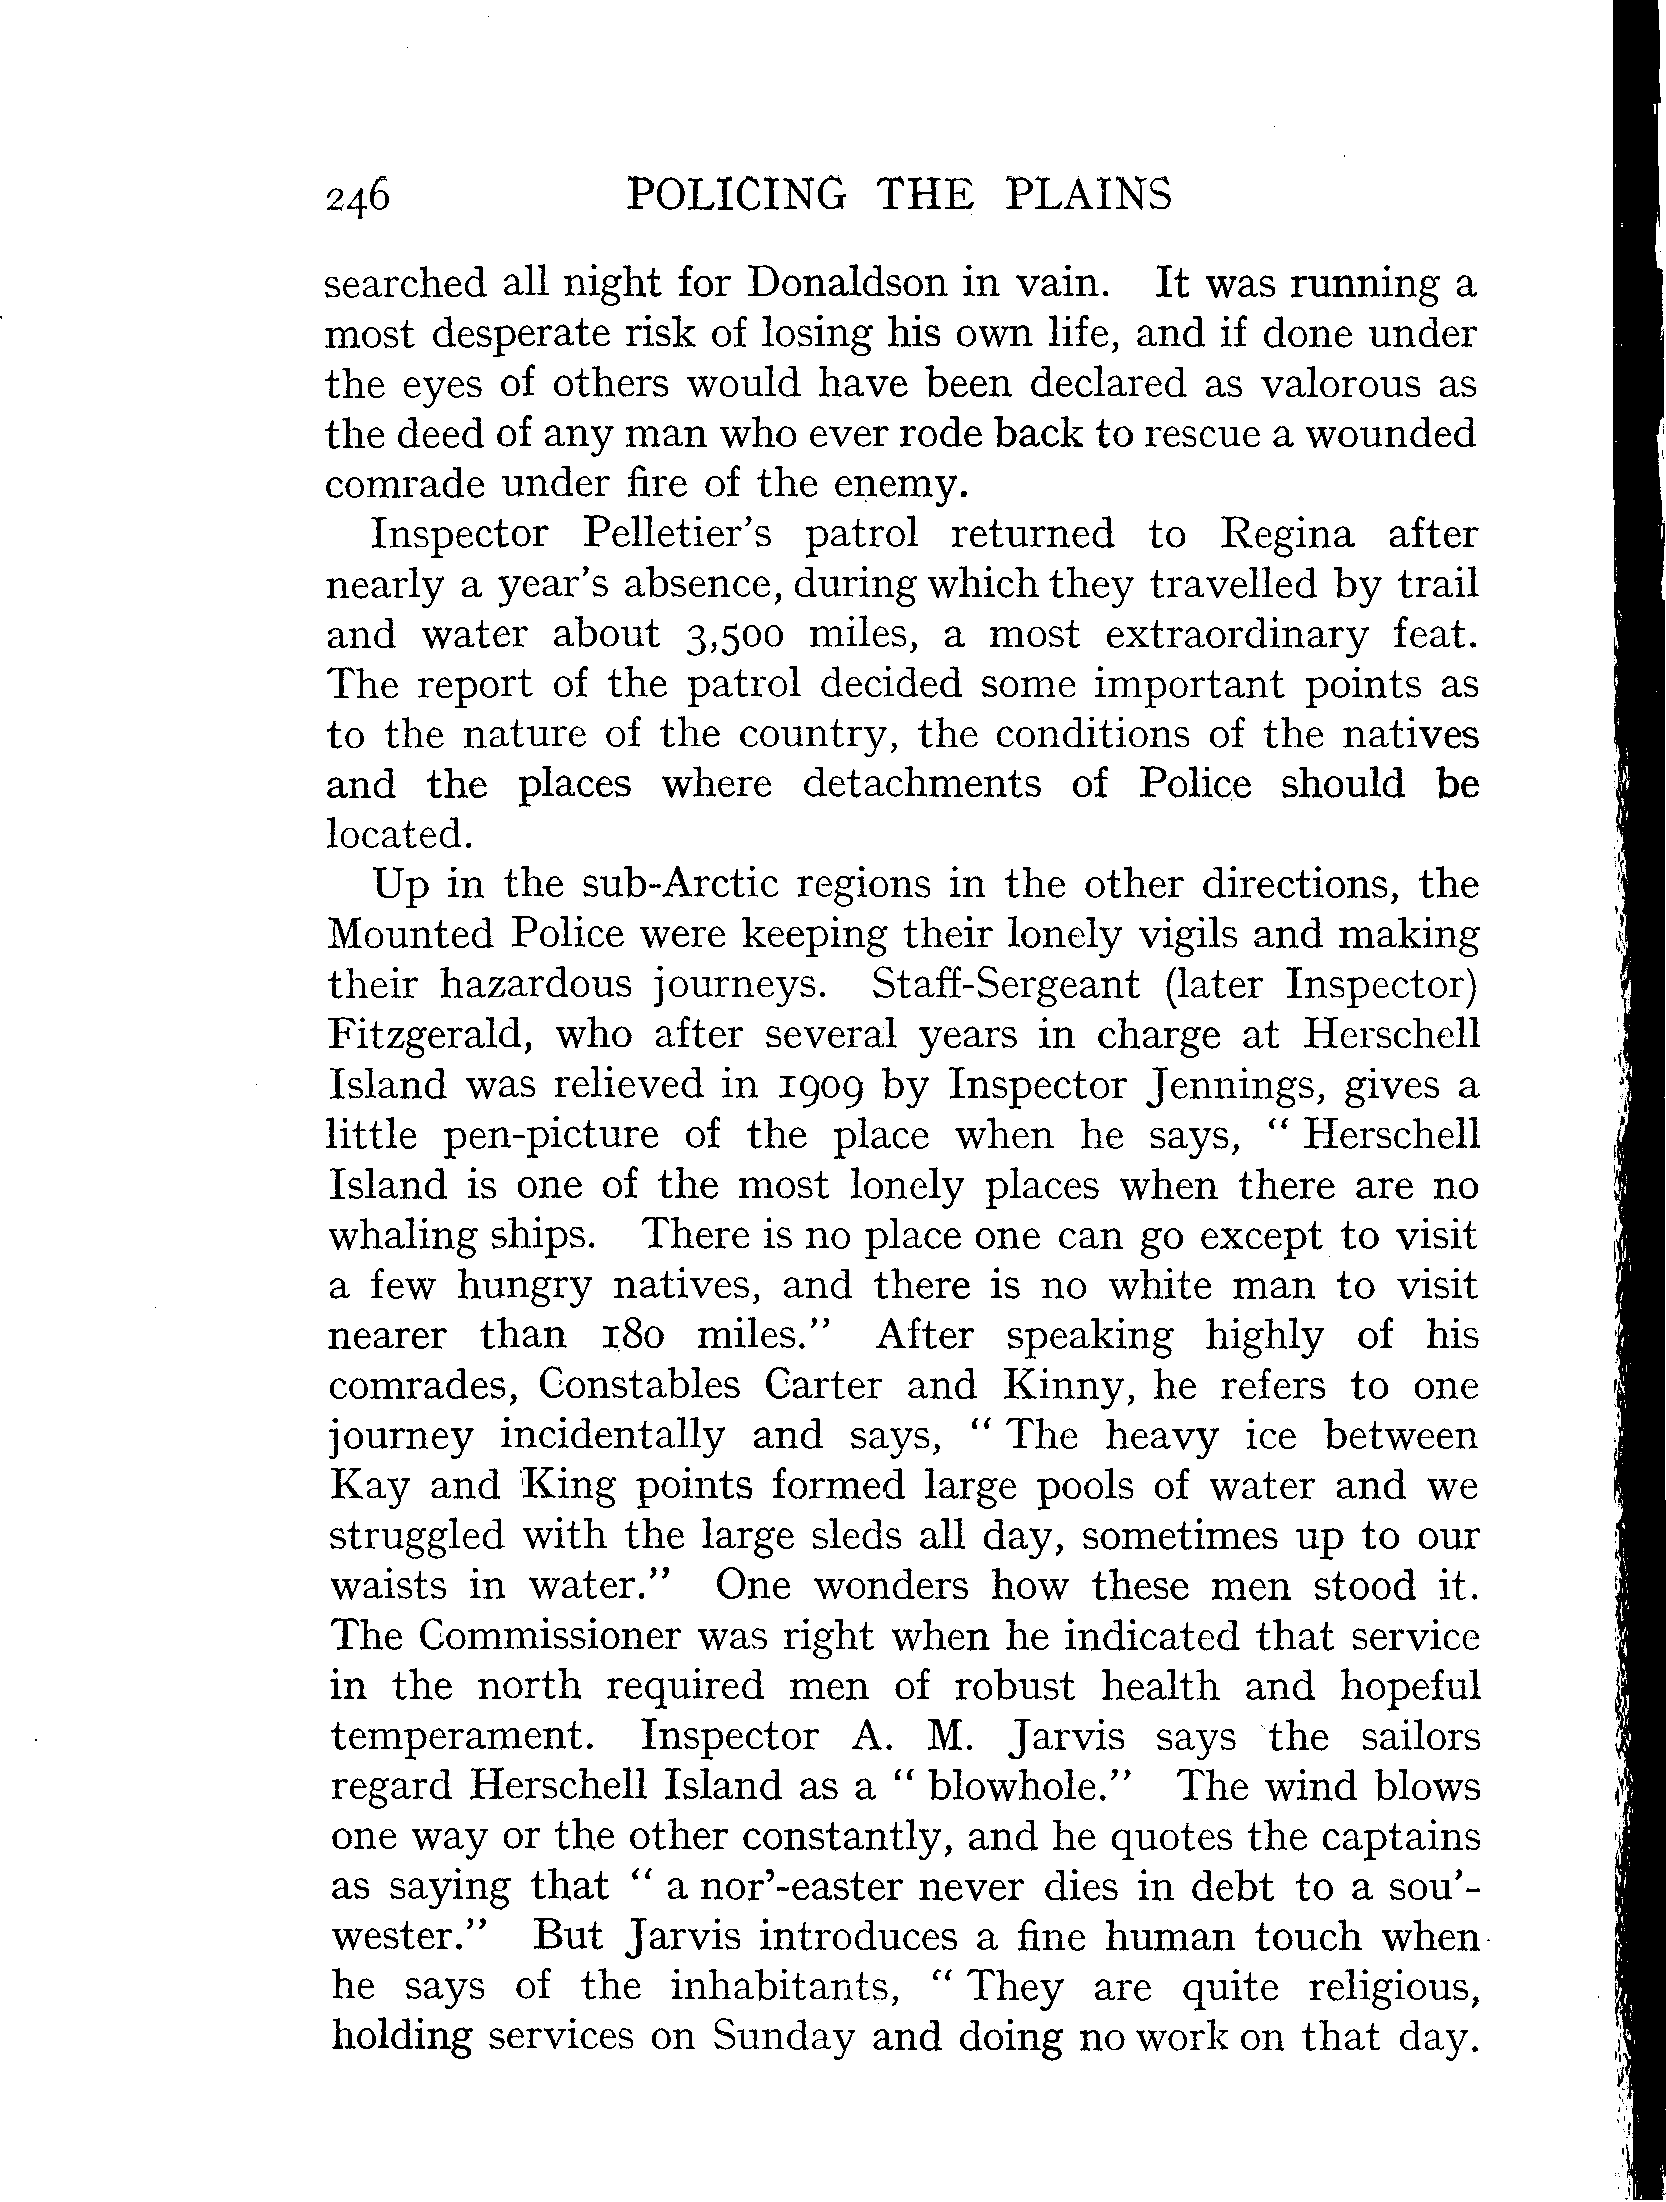 246 POLICING THE PLAINS
searched all night for Donaldson in vain. It was running a
most desperate risk of losing his own life, and if done under
the eyes of others would have been declared as valorous as
the deed of any man who ever rode back to rescue a wounded
comrade under fire of the enemy.
Inspector Pelletier's patrol returned to Regina after
nearly a year's absence, during which they travelled by trail
and water about 3,500 miles, a most extraordinary feat.
The report of the patrol decided some important points as
to the nature of the country, the conditions of the natives
and the places where detachments of Police should be
located.
Up in the sub-Arctic regions in the other directions, the
Mounted Police were keeping their lonely vigils and making
their hazardous journeys. Staff-Sergeant (later Inspector)
Fitzgerald, who after several years in charge at Herschell
Island was relieved in 1909 by Inspector Jennings, gives a
little pen-picture of the place when he says, " Herschell
Island is one of the most lonely places when there are no
whaling ships. There is no place one can go except to visit
a few hungry natives, and there is no white man to visit
nearer than 180 miles." After speaking highly of his
comrades, Constables Carter and Kinny, he refers to one
journey incidentally and says, " The heavy ice between
Kay and King points formed large pools of water and we
struggled with the large sleds all day, sometimes up to our
waists in water." One wonders how these men stood it.
The Commissioner was right when he indicated that service
in the north required men of robust health and hopeful
temperament. Inspector A. M. Jarvis says the sailors
regard Herschell Island as a " blowhole." The wind blows
one way or the other constantly, and he quotes the captains
as saying that " a nor'-easter never dies in debt to a sou'-
wester." But Jarvis introduces a fine human touch when
he says of the inhabitants, " They are quite religious,
holding services on Sunday and doing no work on that day.